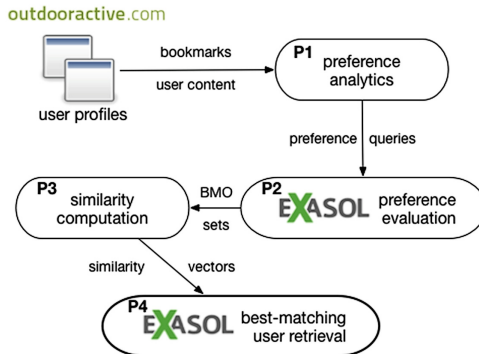 outdooractive.com
bookmarks
user content
user profiles
P1
preference
analytics
preference queries
P2
EXASOL
preference
evaluation
BMO
sets
P3
similarity
computation
similarity vectors
P4
EXASOL
best-matching
user retrieval